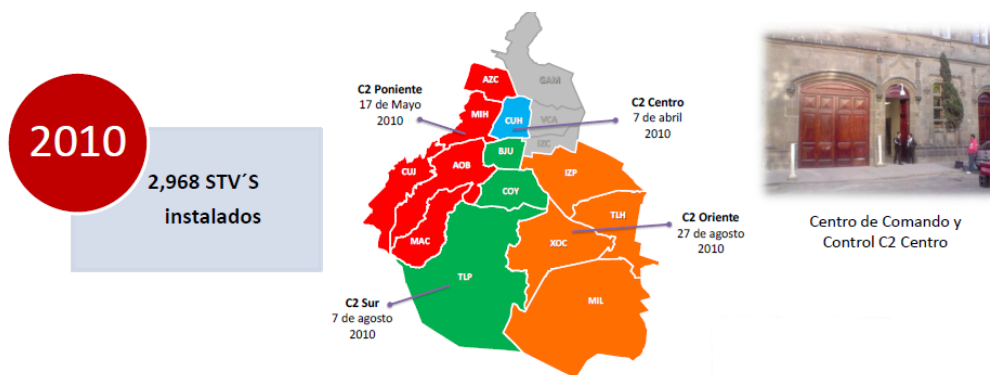 2010
2,968 STV´S
instalados
C2 Poniente
17 de Mayo
2010
C2 Centro
7 de abril
2010
C2 Oriente
27 de agosto
2010
C2 Sur
7 de agosto
2010
AZC
GAM
MIH
CUH
VCA
IZC
BJU
CUJ
AOB
IZP
COY
TLH
MAC
XOC
TLP
MIL
Centro de Comando y
Control C2 Centro